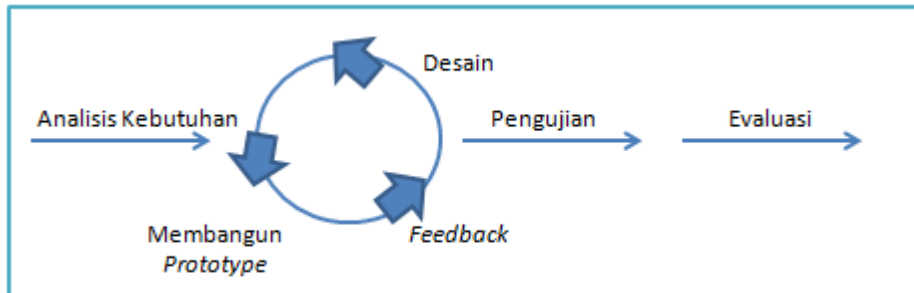 Desain
Analisis Kebutuhan
Pengujian
Evaluasi
Membangun
Prototype
Feedback